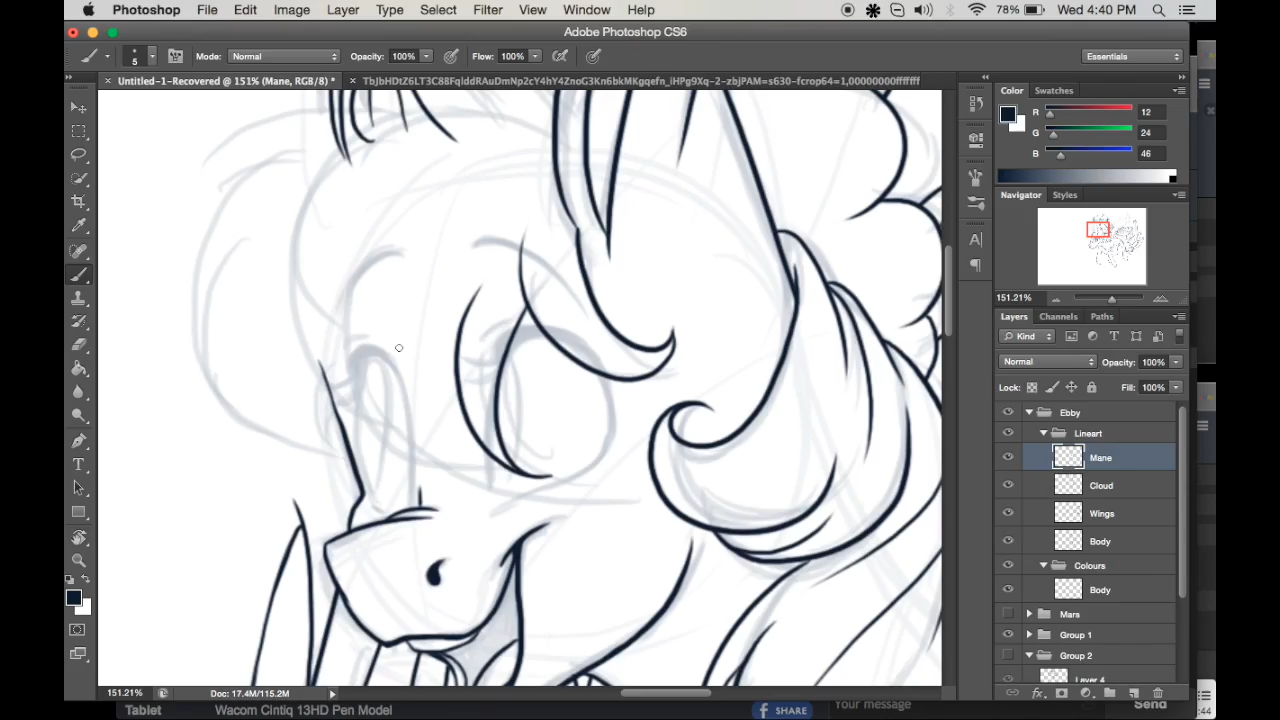 Photoshop File Edit Image Layer Type Select Filter View Window Help 78% Wed 4:40 PM
Adobe Photoshop CS6
5 Mode: Normal Opacity: 100% Flow: 100% Essentials
Untitled-1-Recovered @ 151% (Mane, RGB/8) *
Color Swatches
R 12
G 24
B 46
Navigator Styles
151.21%
Layers Channels Paths
Kind
Normal Opacity: 100%
Lock: Fill: 100%
Ebby
Lineart
Mane
Cloud
Wings
Body
Colours
Body
Mars
Group 1
Group 2
Layer 4
151.21% Doc: 17.4M/115.2M
Tablet Wacom Cintiq 13HD Pen Model SHARE Your message Send
:44